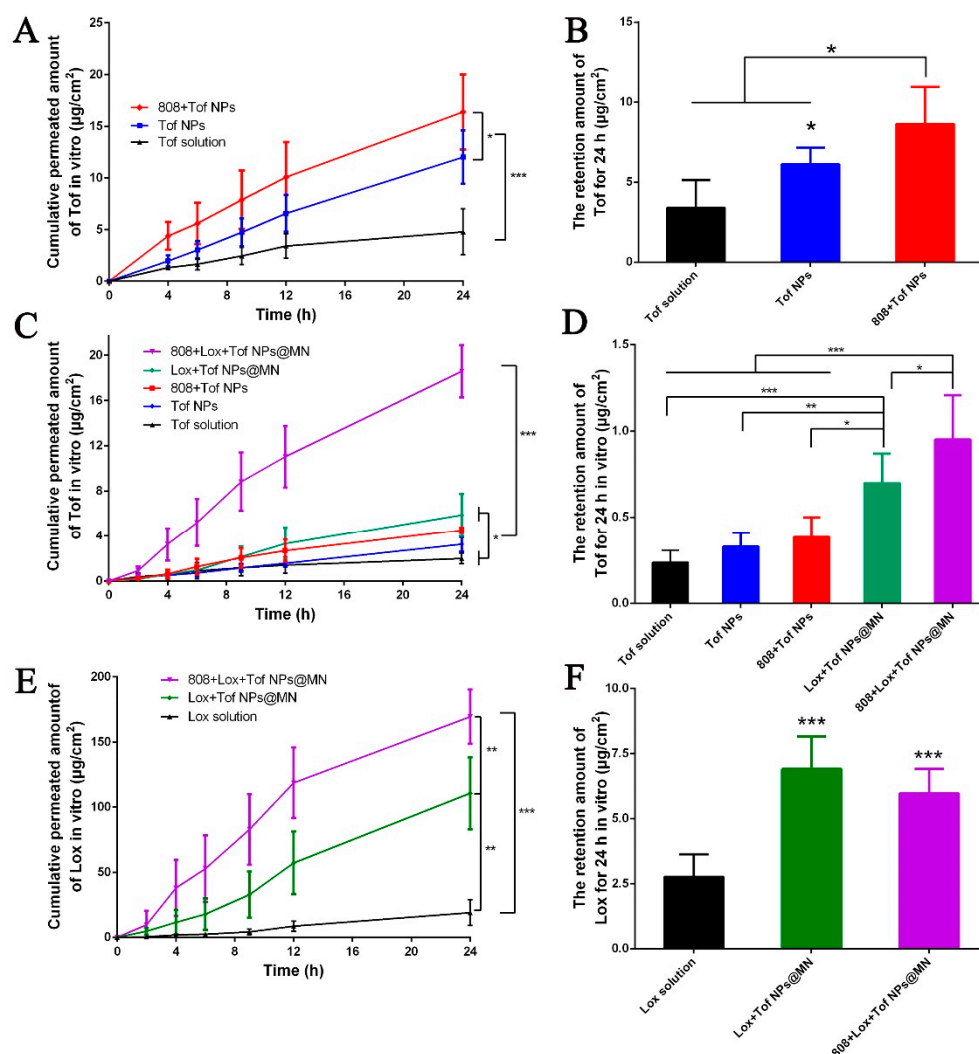 A
Cumulative permeated amount
of Tof in vitro (μg/cm²)
25
20
15
10
5
0
808+Tof NPs
Tof NPs
Tof solution
*
***
0 4 8 12 16 20 24
Time (h)
B
The retention amount of
Tof for 24 h (μg/cm²)
15
10
5
0
*
*
Tof solution
Tof NPs
808+Tof NPs
C
Cumulative permeated amount
of Tof in vitro (μg/cm²)
20
16
12
8
4
0
808+Lox+Tof NPs@MN
Lox+Tof NPs@MN
808+Tof NPs
Tof NPs
Tof solution
***
*
0 4 8 12 16 20 24
Time (h)
D
The retention amount of
Tof for 24 h in vitro (μg/cm²)
1.5
1.0
0.5
0.0
***
***
*
**
*
Tof solution
Tof NPs
808+Tof NPs
Lox+Tof NPs@MN
808+Lox+Tof NPs@MN
E
Cumulative permeated amountof
of Lox in vitro (μg/cm²)
200
150
100
50
0
808+Lox+Tof NPs@MN
Lox+Tof NPs@MN
Lox solution
**
***
**
0 4 8 12 16 20 24
Time (h)
F
The retention amount of
Lox for 24 h in vitro (μg/cm²)
7.5
5.0
2.5
0.0
***
***
Lox solution
Lox+Tof NPs@MN
808+Lox+Tof NPs@MN